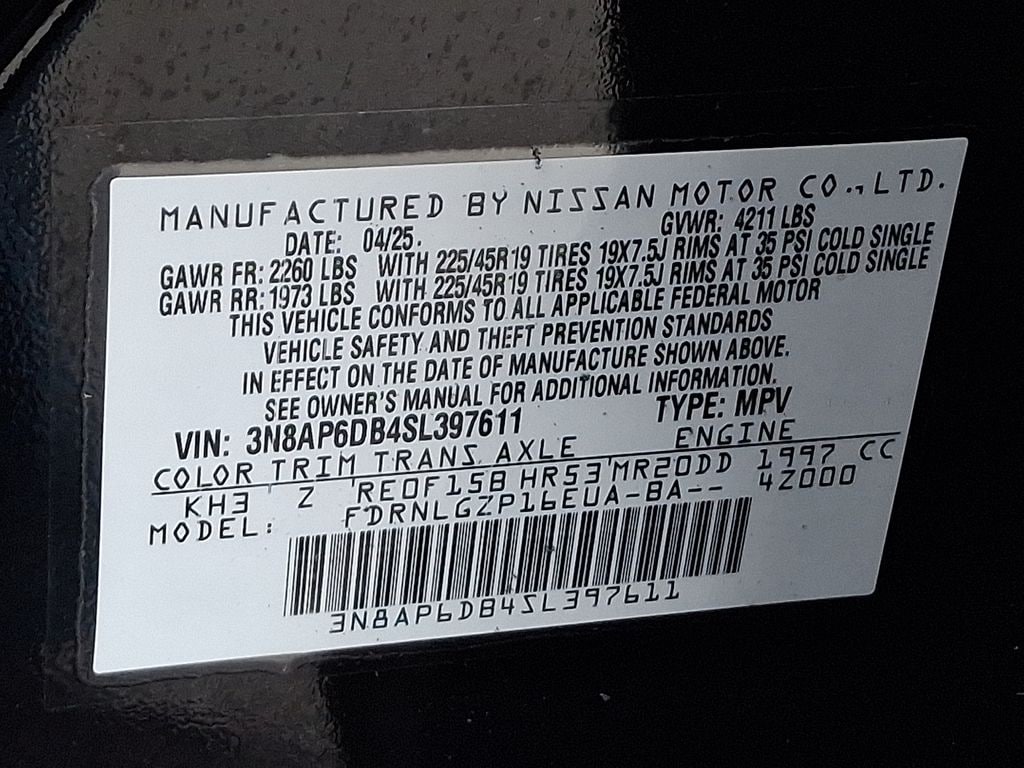 MANUFACTURED BY NISSAN MOTOR CO., LTD.
DATE: 04/25. GVWR: 4211 LBS
GAWR FR: 2260 LBS WITH 225/45R19 TIRES 19X7.5J RIMS AT 35 PSI COLD SINGLE
GAWR RR: 1973 LBS WITH 225/45R19 TIRES 19X7.5J RIMS AT 35 PSI COLD SINGLE
THIS VEHICLE CONFORMS TO ALL APPLICABLE FEDERAL MOTOR
VEHICLE SAFETY AND THEFT PREVENTION STANDARDS
IN EFFECT ON THE DATE OF MANUFACTURE SHOWN ABOVE.
SEE OWNER'S MANUAL FOR ADDITIONAL INFORMATION.
VIN: 3N8AP6DB4SL397611 TYPE: MPV
COLOR TRIM TRANS. AXLE ENGINE
KH3 Z RE0F15B HR53 MR20DD 1997 CC
MODEL: FDRNLGZP16EUA-BA-- 42000
3N8AP6DB4SL397611